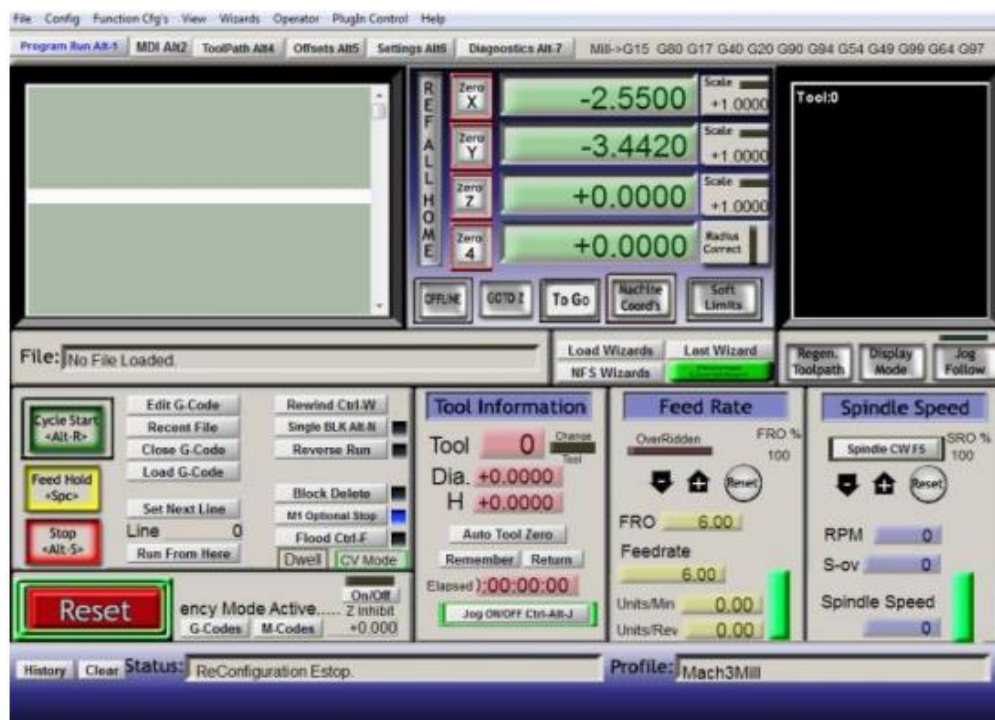 File Config Function Cfg's View Wizards Operator PlugIn Control Help
Program Run Alt-1 MDI Alt2 ToolPath Alt4 Offsets Alt5 Settings Alt6 Diagnostics Alt-7 Mill->G15 G80 G17 G40 G20 G90 G94 G54 G49 G99 G64 G97
REF ALL HOME
Zero X -2.5500 Scale +1.0000
Zero Y -3.4420 Scale +1.0000
Zero Z +0.0000 Scale +1.0000
Zero 4 +0.0000 Radius Correct
OFFLINE GOTO Z To Go Machine Coord's Soft Limits
Tool:0
File: No File Loaded.
Load Wizards Last Wizard
NFS Wizards
Regen. Toolpath Display Mode Jog Follow
Cycle Start <Alt-R>
Feed Hold <Spc>
Stop <Alt-S>
Edit G-Code
Recent File
Close G-Code
Load G-Code
Set Next Line
Line 0
Run From Here
Rewind Ctrl-W
Single BLK Alt-N
Reverse Run
Block Delete
M1 Optional Stop
Flood Ctrl-F
Dwell CV Mode
Reset
ency Mode Active.....
G-Codes M-Codes
On/Off
Z Inhibit
+0.000
Tool Information
Tool 0 Change Tool
Dia. +0.0000
H +0.0000
Auto Tool Zero
Remember Return
Elapsed ):00:00:00
Jog ON/OFF Ctrl-Alt-J
Feed Rate
OverRidden FRO % 100
Reset
FRO 6.00
Feedrate
6.00
Units/Min 0.00
Units/Rev 0.00
Spindle Speed
Spindle CW F5 SRO % 100
Reset
RPM 0
S-ov 0
Spindle Speed
0
History Clear Status: ReConfiguration Estop. Profile: Mach3Mill